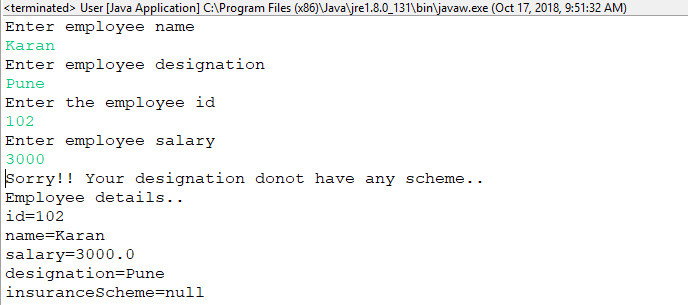 <terminated> User [Java Application] C:\Program Files (x86)\Java\jre1.8.0_131\bin\javaw.exe (Oct 17, 2018, 9:51:32 AM)
Enter employee name
Karan
Enter employee designation
Pune
Enter the employee id
102
Enter employee salary
3000
Sorry!! Your designation donot have any scheme..
Employee details..
id=102
name=Karan
salary=3000.0
designation=Pune
insuranceScheme=null